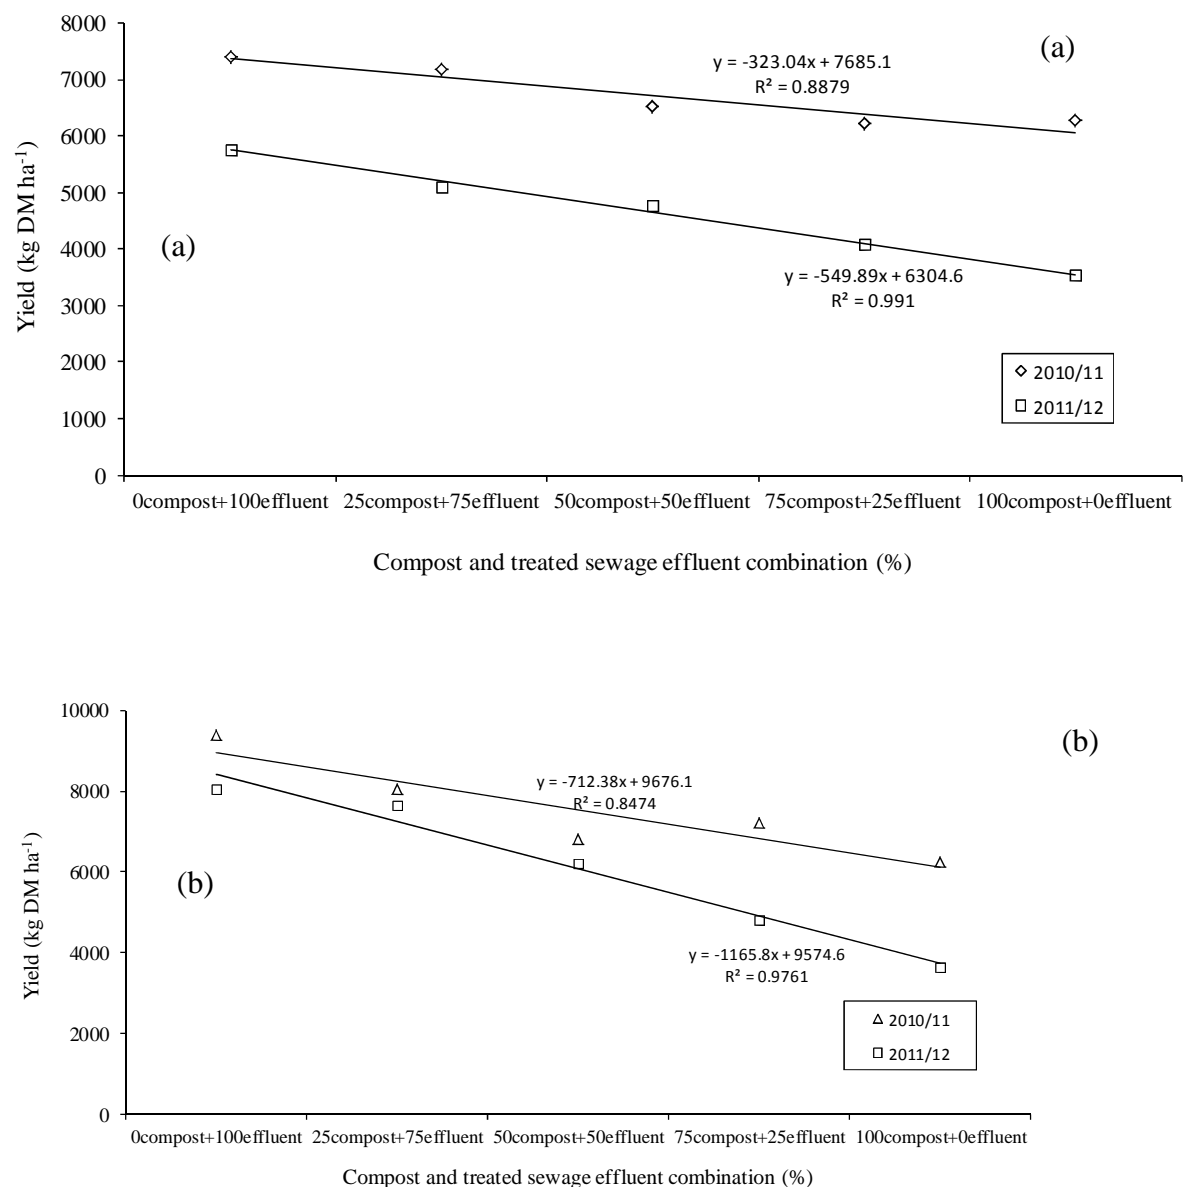 8000
7000
6000
5000
4000
3000
2000
1000
0
Yield (kg DM ha⁻¹)
(a)
(a)
y = -323.04x + 7685.1
R² = 0.8879
y = -549.89x + 6304.6
R² = 0.991
2010/11
2011/12
0compost+100effluent 25compost+75effluent 50compost+50effluent 75compost+25effluent 100compost+0effluent
Compost and treated sewage effluent combination (%)
10000
8000
6000
4000
2000
0
Yield (kg DM ha⁻¹)
(b)
(b)
y = -712.38x + 9676.1
R² = 0.8474
y = -1165.8x + 9574.6
R² = 0.9761
2010/11
2011/12
0compost+100effluent 25compost+75effluent 50compost+50effluent 75compost+25effluent 100compost+0effluent
Compost and treated sewage effluent combination (%)